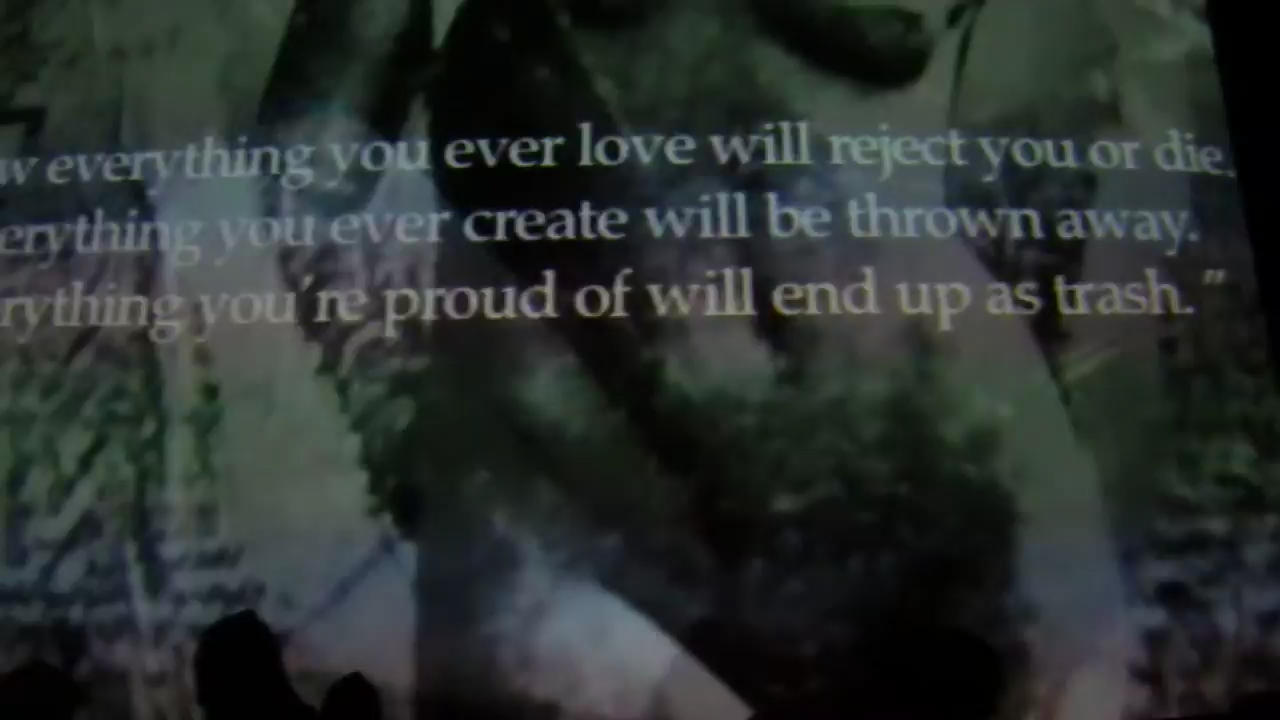 w everything you ever love will reject you or die.
erything you ever create will be thrown away.
rything you're proud of will end up as trash."